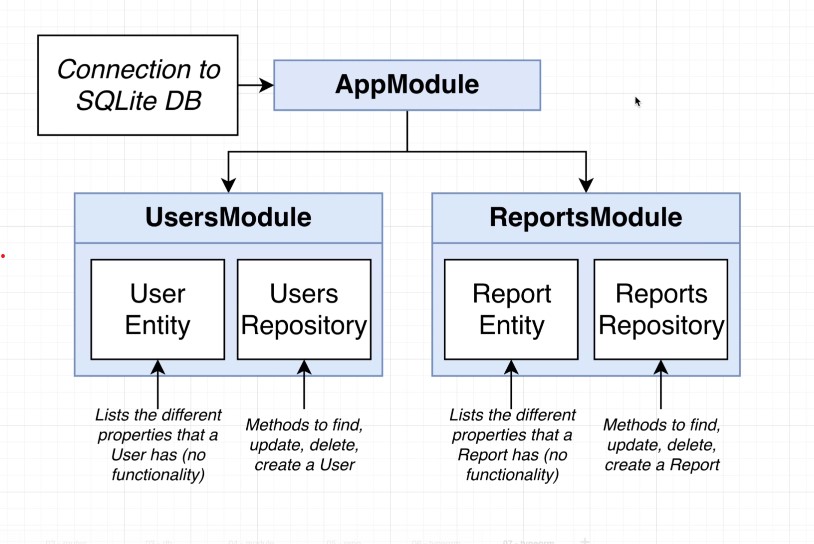 Connection to
SQLite DB
AppModule
UsersModule
ReportsModule
User
Entity
Users
Repository
Report
Entity
Reports
Repository
Lists the different
properties that a
User has (no
functionality)
Methods to find,
update, delete,
create a User
Lists the different
properties that a
Report has (no
functionality)
Methods to find,
update, delete,
create a Report